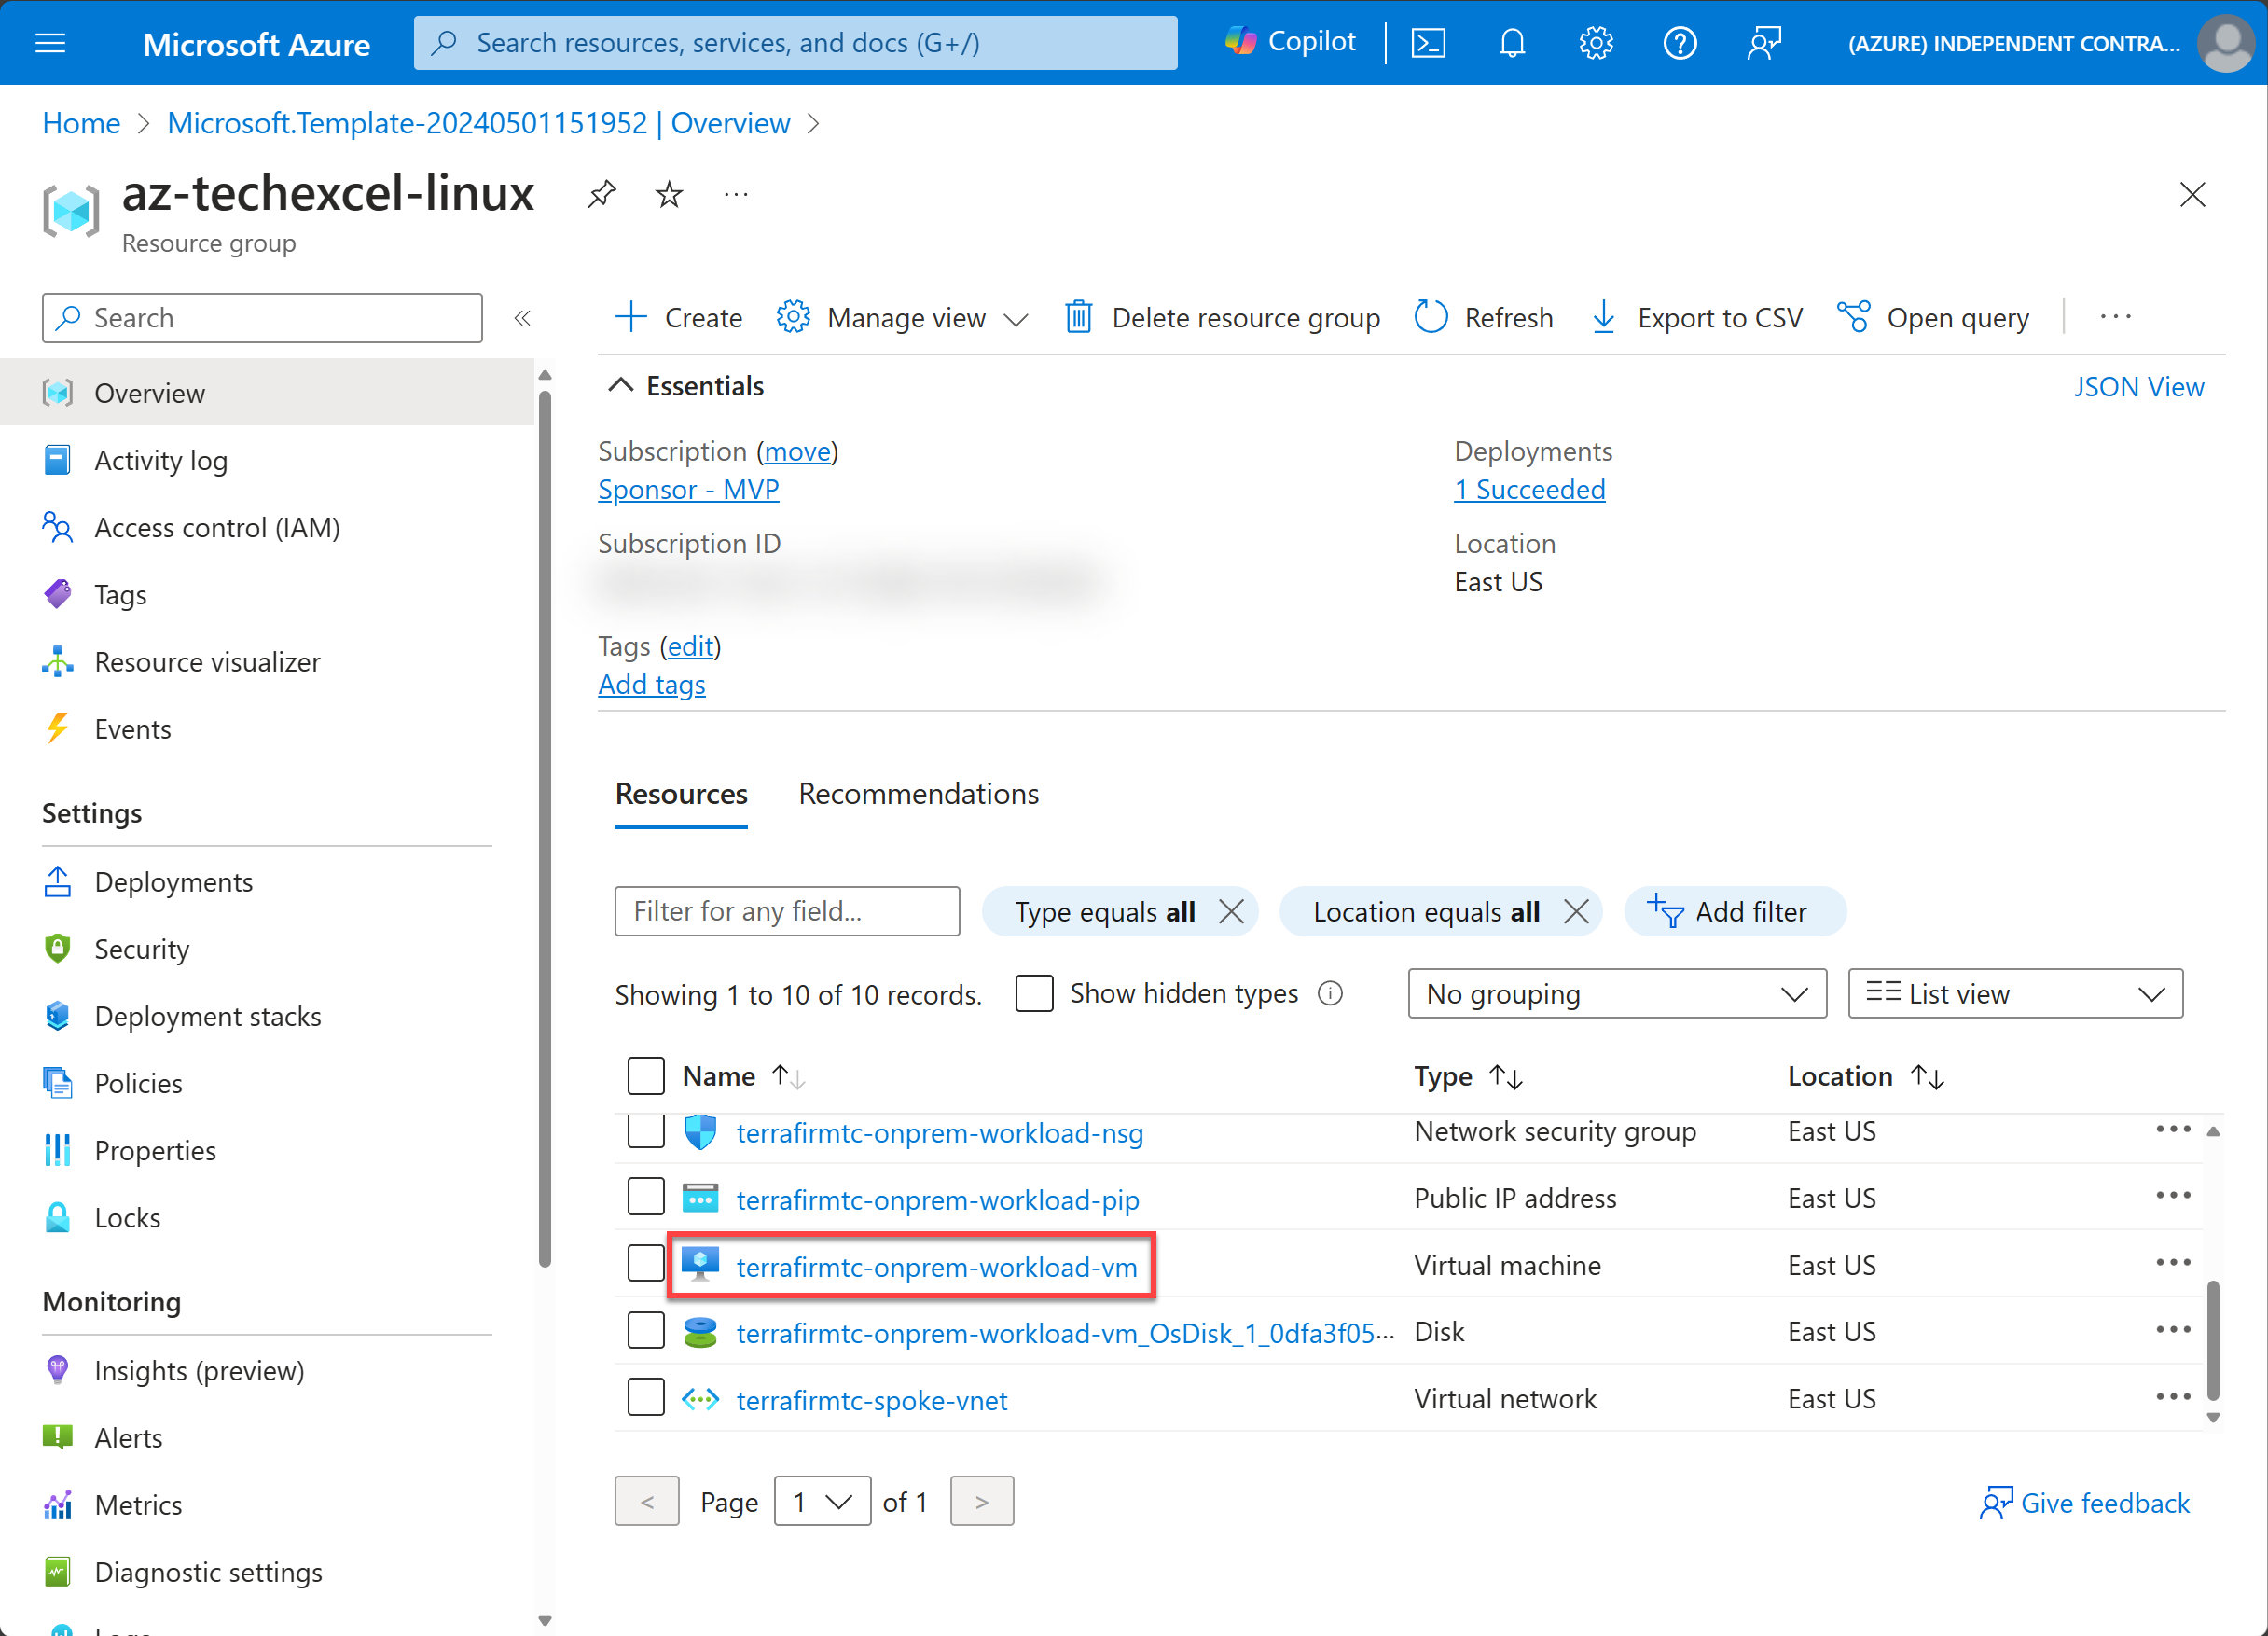 Microsoft Azure
Search resources, services, and docs (G+/)
Copilot
(AZURE) INDEPENDENT CONTRA...
Home > Microsoft.Template-20240501151952 | Overview >
az-techexcel-linux
Resource group
Search
Create
Manage view
Delete resource group
Refresh
Export to CSV
Open query
Overview
Activity log
Access control (IAM)
Tags
Resource visualizer
Events
Settings
Deployments
Security
Deployment stacks
Policies
Properties
Locks
Monitoring
Insights (preview)
Alerts
Metrics
Diagnostic settings
Essentials
JSON View
Subscription (move)
Sponsor - MVP
Subscription ID
Deployments
1 Succeeded
Location
East US
Tags (edit)
Add tags
Resources
Recommendations
Filter for any field...
Type equals all
Location equals all
Add filter
Showing 1 to 10 of 10 records.
Show hidden types
No grouping
List view
Name Type Location
terrafirmtc-onprem-workload-nsg Network security group East US
terrafirmtc-onprem-workload-pip Public IP address East US
terrafirmtc-onprem-workload-vm Virtual machine East US
terrafirmtc-onprem-workload-vm_OsDisk_1_0dfa3f05... Disk East US
terrafirmtc-spoke-vnet Virtual network East US
< Page 1 of 1 >
Give feedback